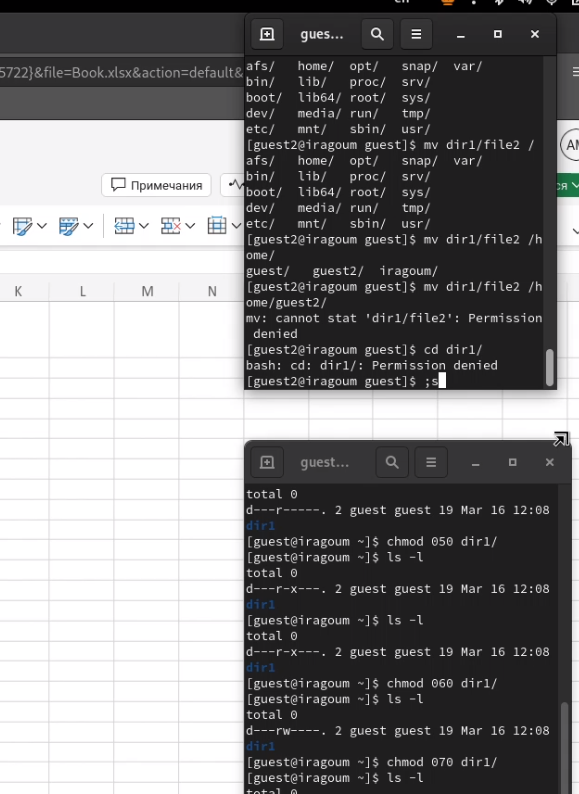 en
5722}&file=Book.xlsx&action=default&
Примечания
ся
K L M N
gues...
afs/ home/ opt/ snap/ var/
bin/ lib/ proc/ srv/
boot/ lib64/ root/ sys/
dev/ media/ run/ tmp/
etc/ mnt/ sbin/ usr/
[guest2@iragoum guest]$ mv dir1/file2 /
afs/ home/ opt/ snap/ var/
bin/ lib/ proc/ srv/
boot/ lib64/ root/ sys/
dev/ media/ run/ tmp/
etc/ mnt/ sbin/ usr/
[guest2@iragoum guest]$ mv dir1/file2 /h
ome/
guest/ guest2/ iragoum/
[guest2@iragoum guest]$ mv dir1/file2 /h
ome/guest2/
mv: cannot stat 'dir1/file2': Permission
denied
[guest2@iragoum guest]$ cd dir1/
bash: cd: dir1/: Permission denied
[guest2@iragoum guest]$ ;s
guest...
total 0
d---r-----. 2 guest guest 19 Mar 16 12:08
dir1
[guest@iragoum ~]$ chmod 050 dir1/
[guest@iragoum ~]$ ls -l
total 0
d---r-x---. 2 guest guest 19 Mar 16 12:08
dir1
[guest@iragoum ~]$ ls -l
total 0
d---r-x---. 2 guest guest 19 Mar 16 12:08
dir1
[guest@iragoum ~]$ chmod 060 dir1/
[guest@iragoum ~]$ ls -l
total 0
d---rw----. 2 guest guest 19 Mar 16 12:08
dir1
[guest@iragoum ~]$ chmod 070 dir1/
[guest@iragoum ~]$ ls -l
total 0